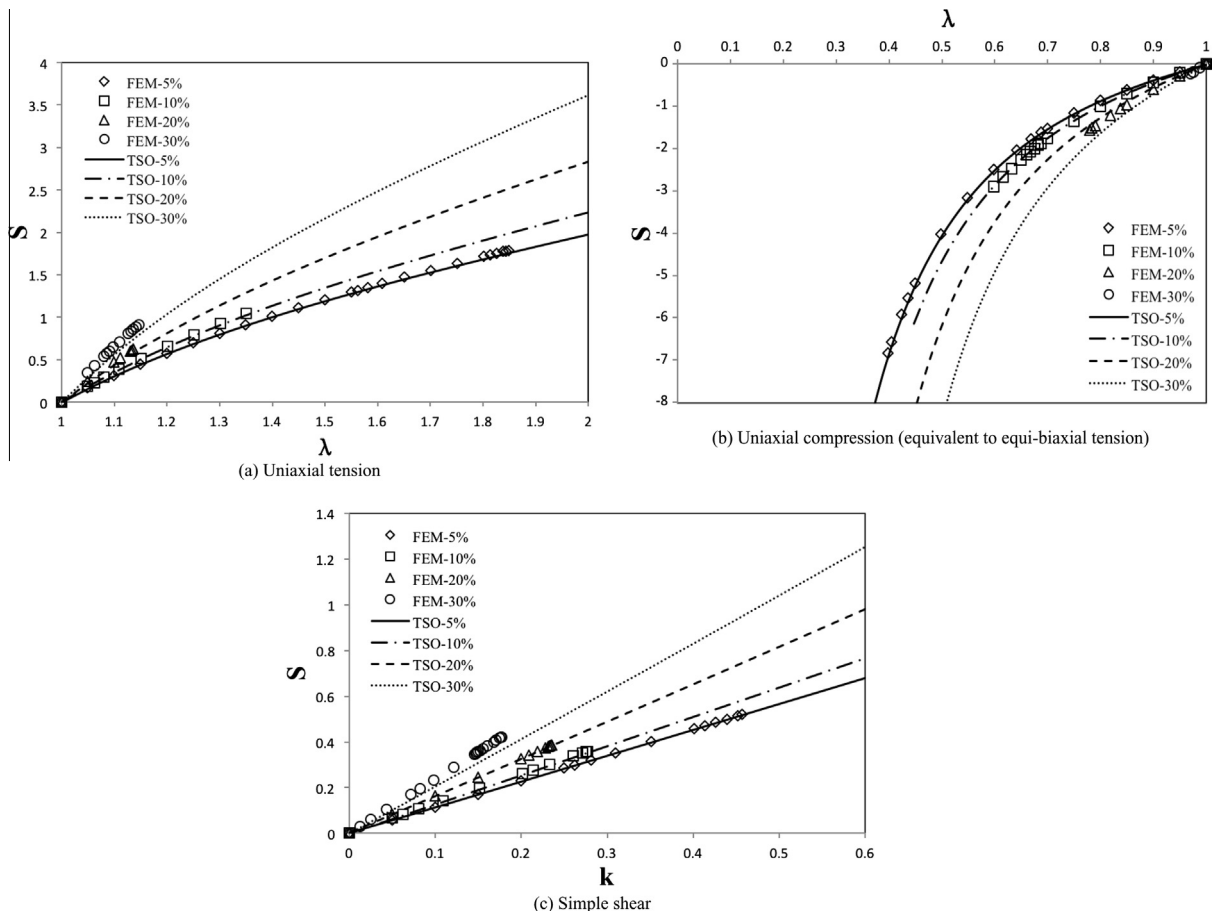 4
3.5
3
2.5
2
1.5
1
0.5
0
S
FEM-5%
FEM-10%
FEM-20%
FEM-30%
TSO-5%
TSO-10%
TSO-20%
TSO-30%
1 1.1 1.2 1.3 1.4 1.5 1.6 1.7 1.8 1.9 2
λ
(a) Uniaxial tension
λ
0 0.1 0.2 0.3 0.4 0.5 0.6 0.7 0.8 0.9 1
0
-1
-2
-3
-4
-5
-6
-7
-8
S
FEM-5%
FEM-10%
FEM-20%
FEM-30%
TSO-5%
TSO-10%
TSO-20%
TSO-30%
(b) Uniaxial compression (equivalent to equi-biaxial tension)
1.4
1.2
1
0.8
0.6
0.4
0.2
0
S
FEM-5%
FEM-10%
FEM-20%
FEM-30%
TSO-5%
TSO-10%
TSO-20%
TSO-30%
0 0.1 0.2 0.3 0.4 0.5 0.6
k
(c) Simple shear